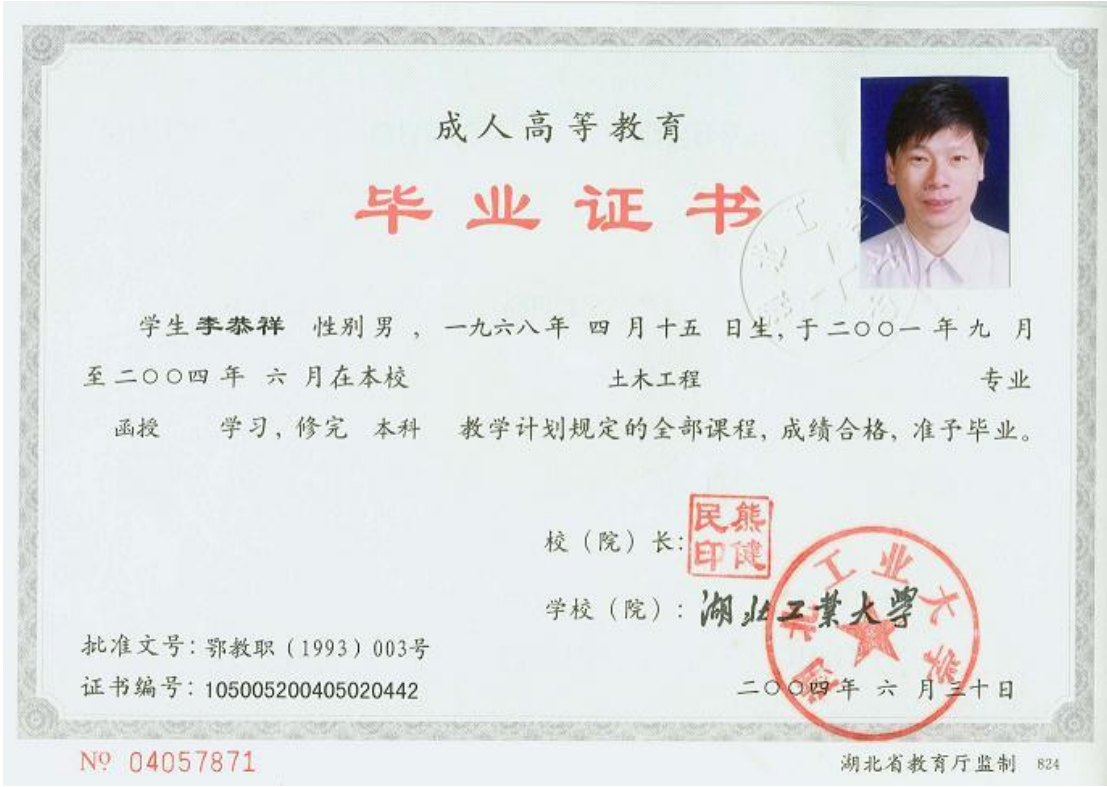 成人高等教育
毕业证书
学生李恭祥 性别男，一九六八年 四 月十五 日生，于二〇〇一 年 九 月
至二〇〇四 年 六 月在本校 土木工程 专业
函授 学习，修完 本科 教学计划规定的全部课程，成绩合格，准予毕业。
校（院）长：
熊健民印
学校（院）：湖北工業大學
湖北工业大学
批准文号：鄂教职（1993）003号
证书编号：105005200405020442
二〇〇四年 六 月三十日
№ 04057871
湖北省教育厅监制 824